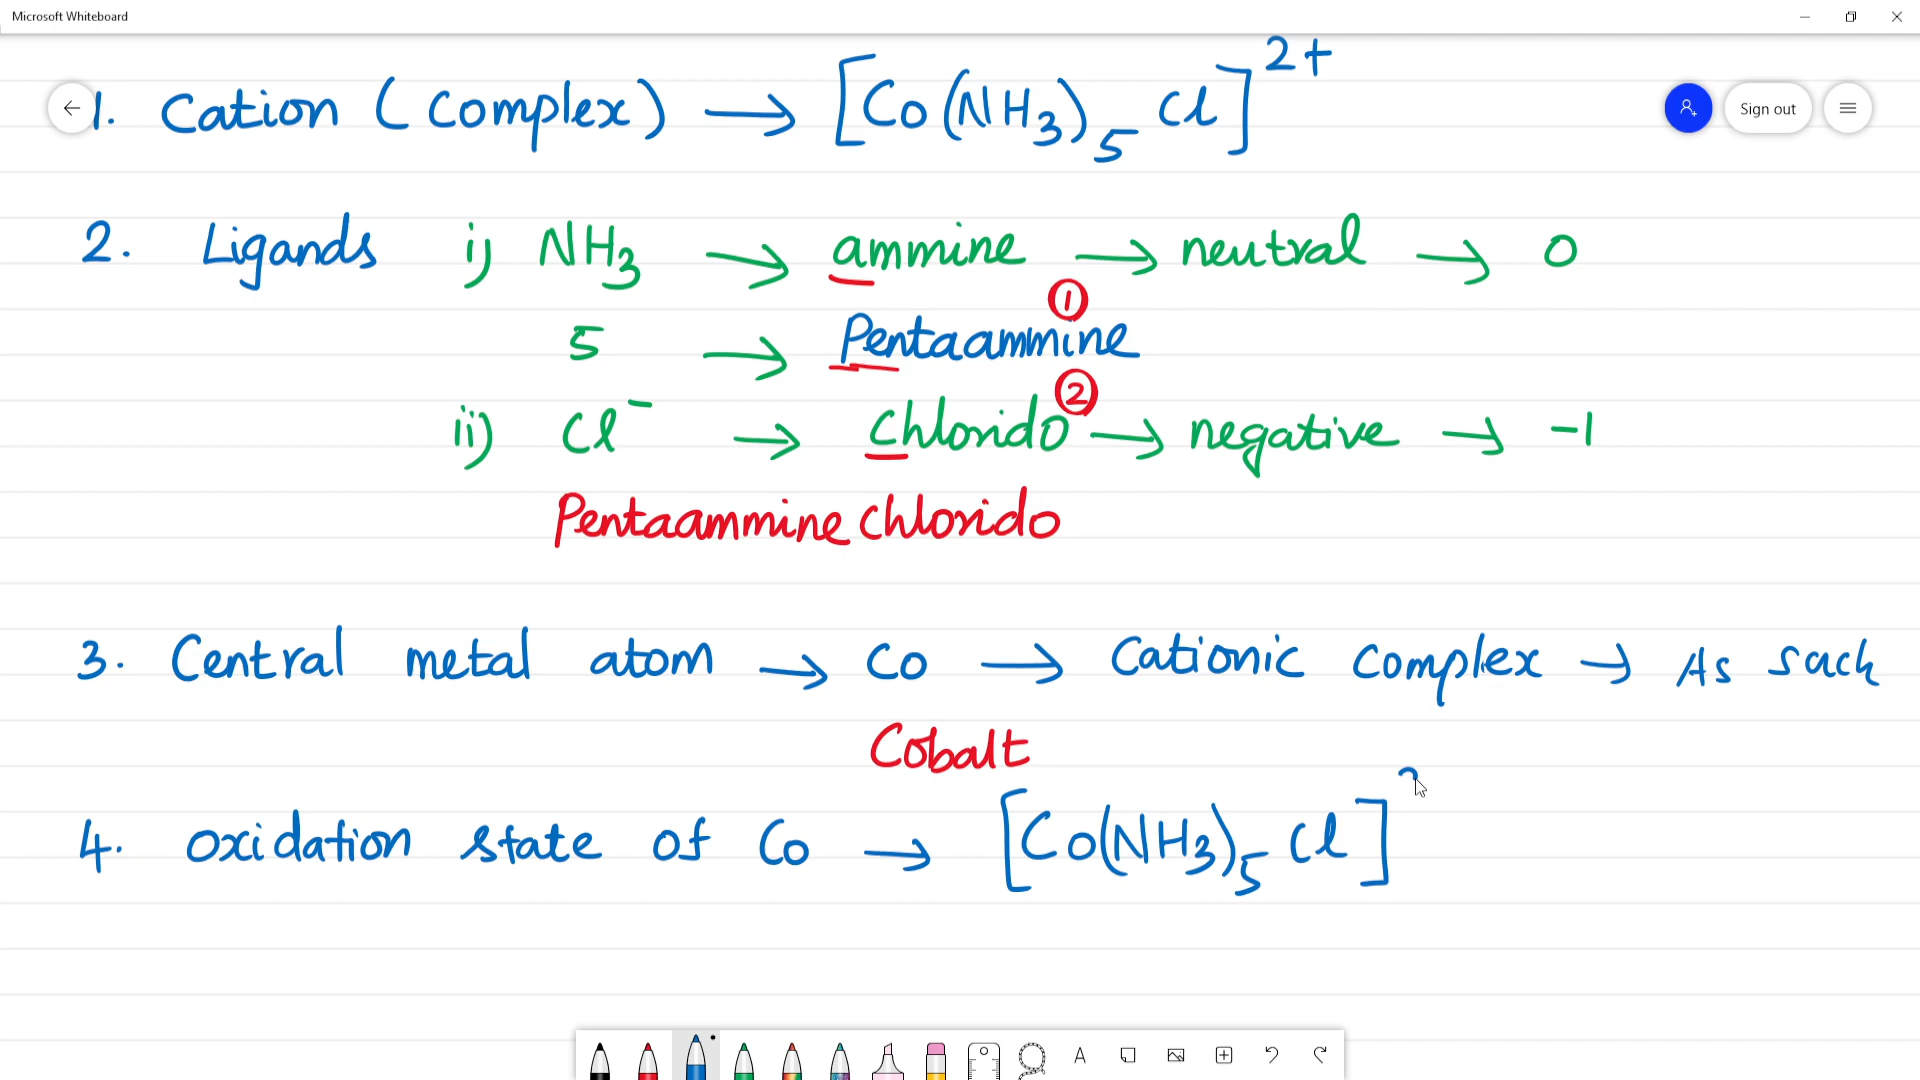 Microsoft Whiteboard
1. Cation (Complex) → [Co(NH3)5 Cl]2+
Sign out
2. Ligands i) NH3 → ammine → neutral → 0
①
5 → Pentaammine
②
ii) Cl⁻ → chlorido → negative → -1
Pentaammine chlorido
3. Central metal atom → Co → Cationic Complex → As such
Cobalt
4. oxidation state of Co → [Co(NH3)5 Cl]
A